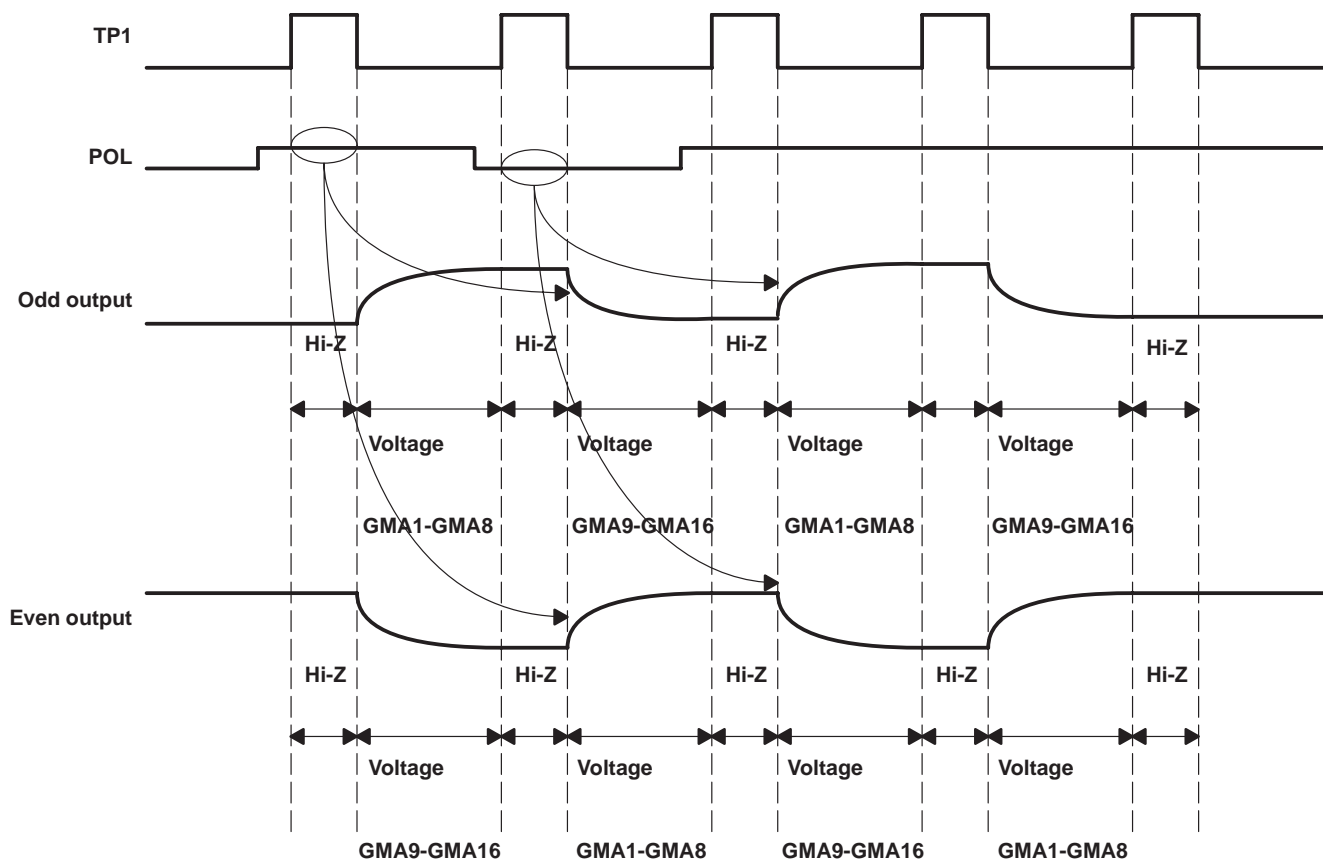 TP1
POL
Odd output
Hi-Z Hi-Z Hi-Z Hi-Z
Voltage Voltage Voltage Voltage
GMA1-GMA8 GMA9-GMA16 GMA1-GMA8 GMA9-GMA16
Even output
Hi-Z Hi-Z Hi-Z Hi-Z Hi-Z
Voltage Voltage Voltage Voltage
GMA9-GMA16 GMA1-GMA8 GMA9-GMA16 GMA1-GMA8